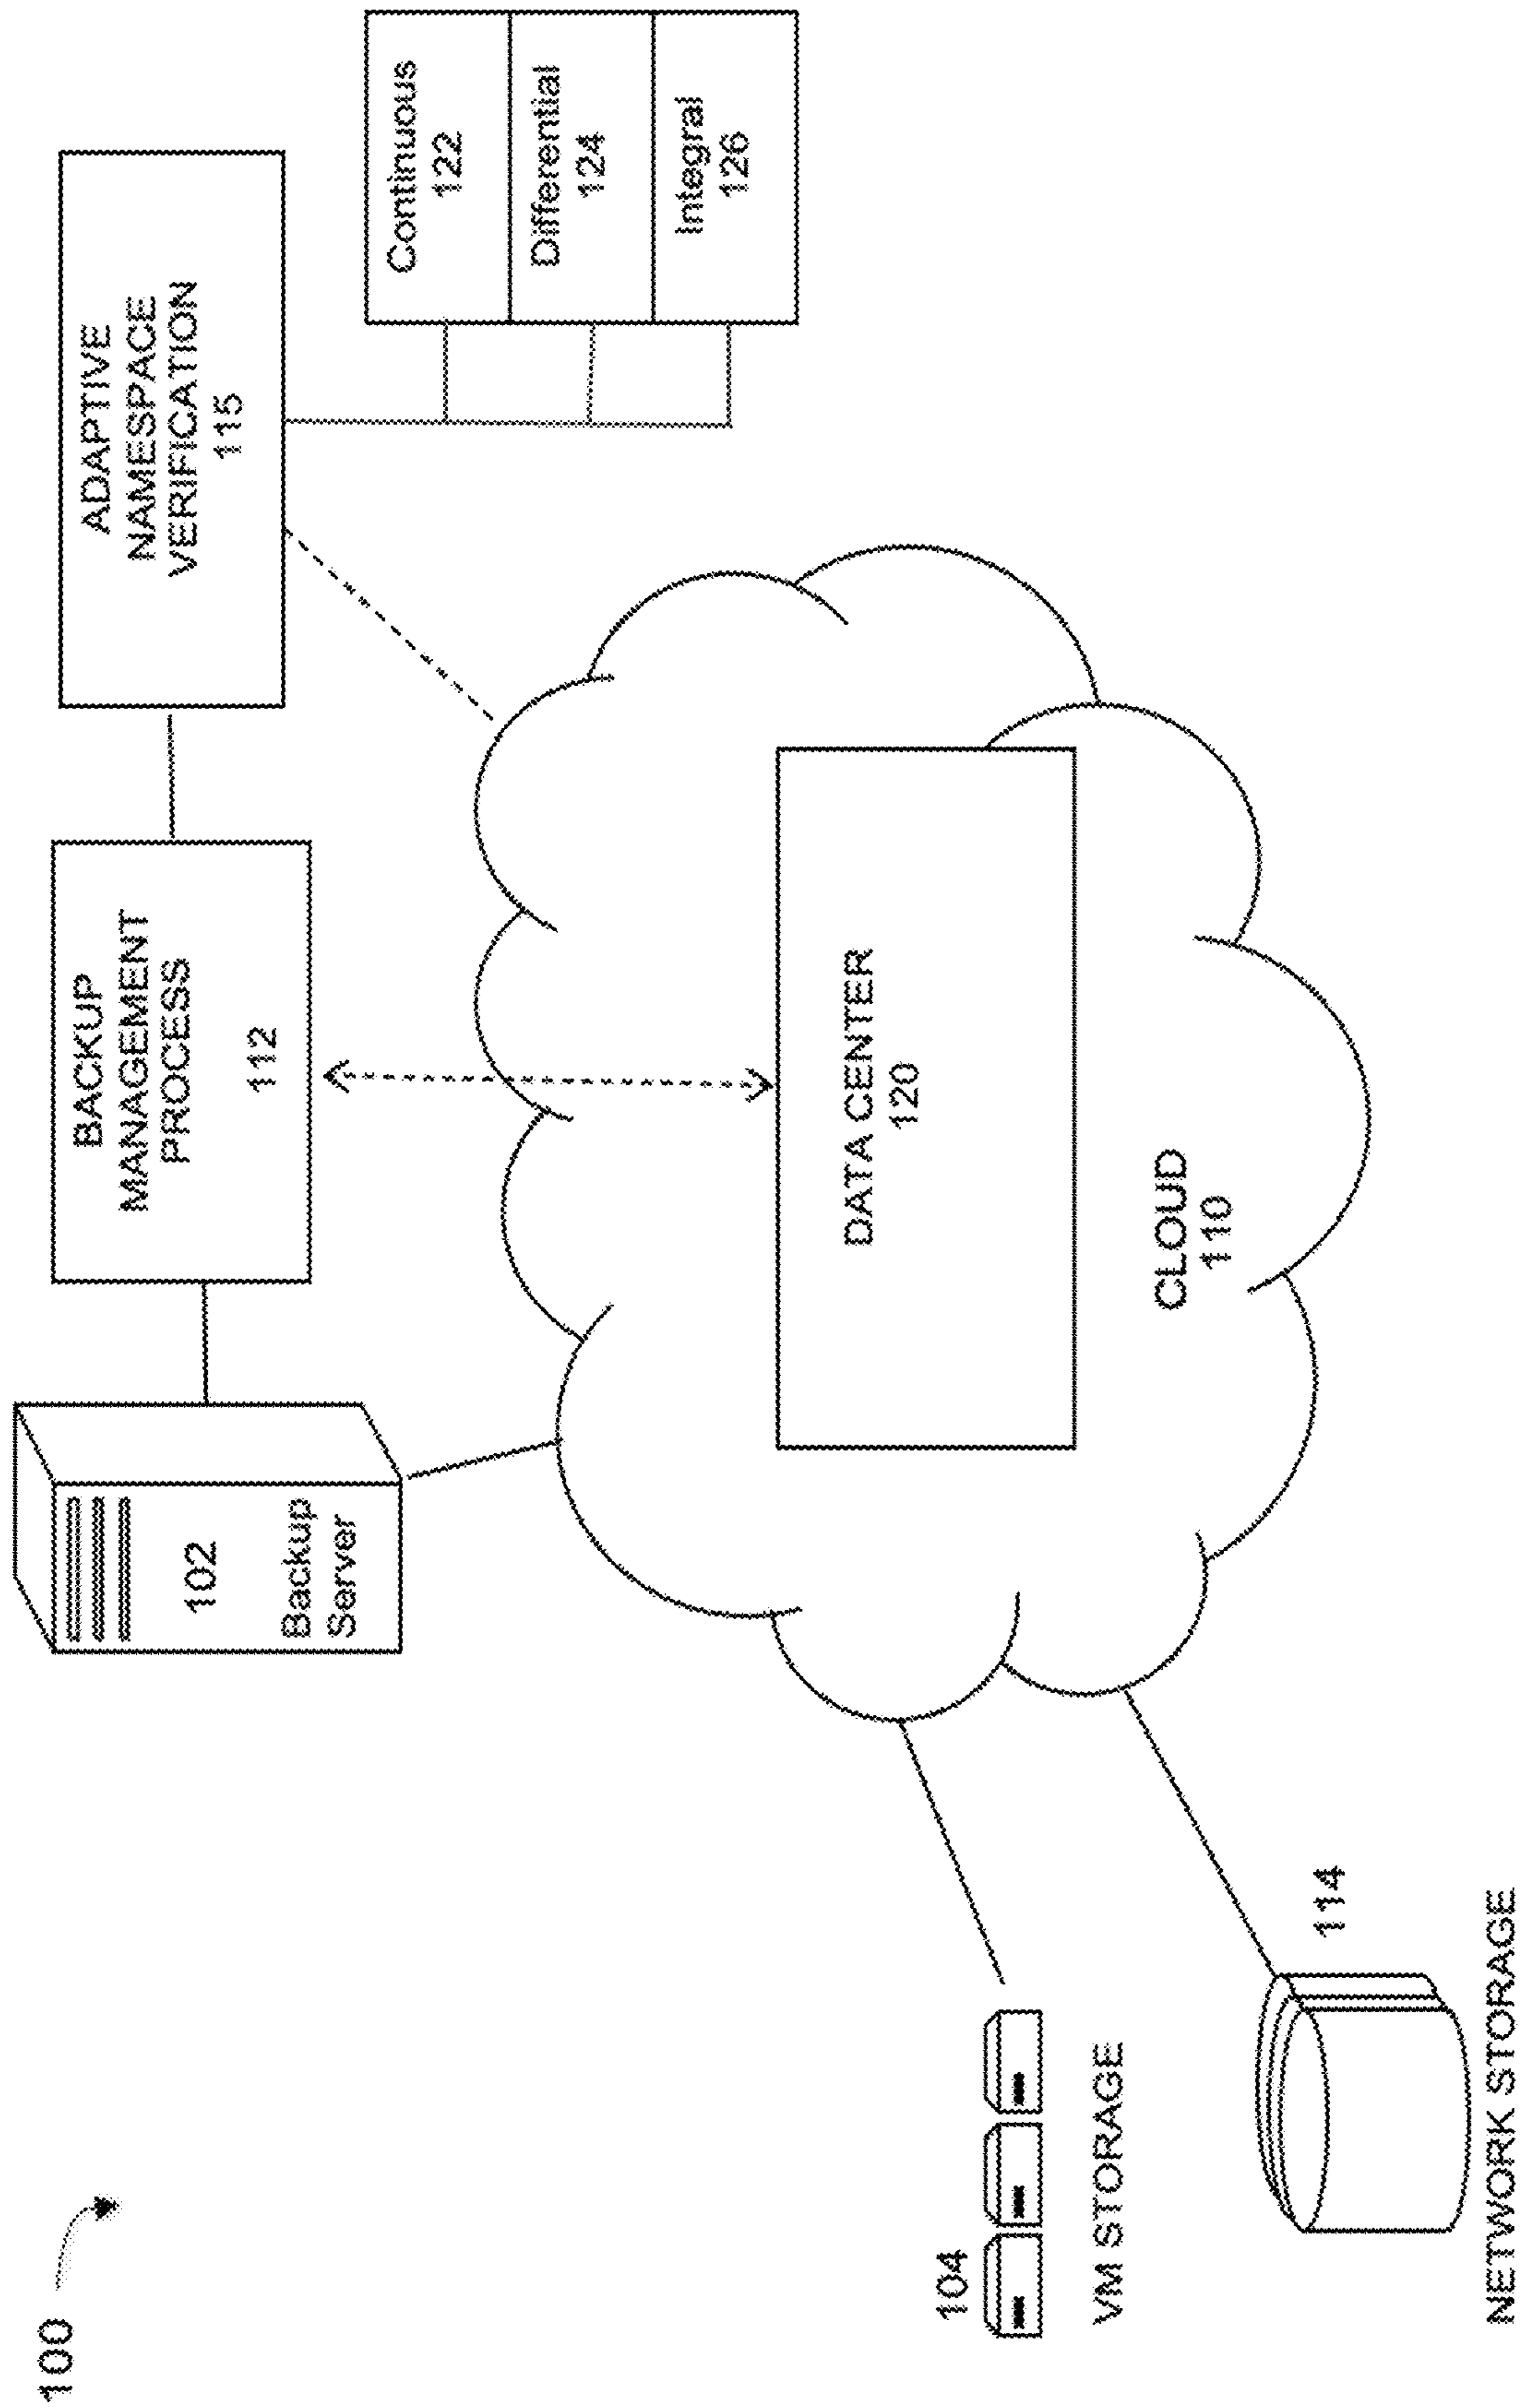 100
102
Backup
Server
BACKUP
MANAGEMENT
PROCESS
112
ADAPTIVE
NAMESPACE
VERIFICATION
115
Continuous
122
Differential
124
Integral
126
DATA CENTER
120
CLOUD
110
104
VM STORAGE
114
NETWORK STORAGE